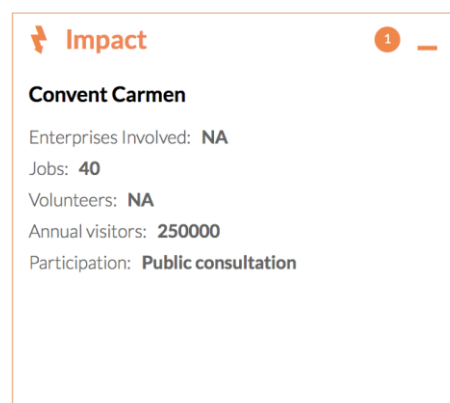 Impact 1
Convent Carmen
Enterprises Involved: NA
Jobs: 40
Volunteers: NA
Annual visitors: 250000
Participation: Public consultation